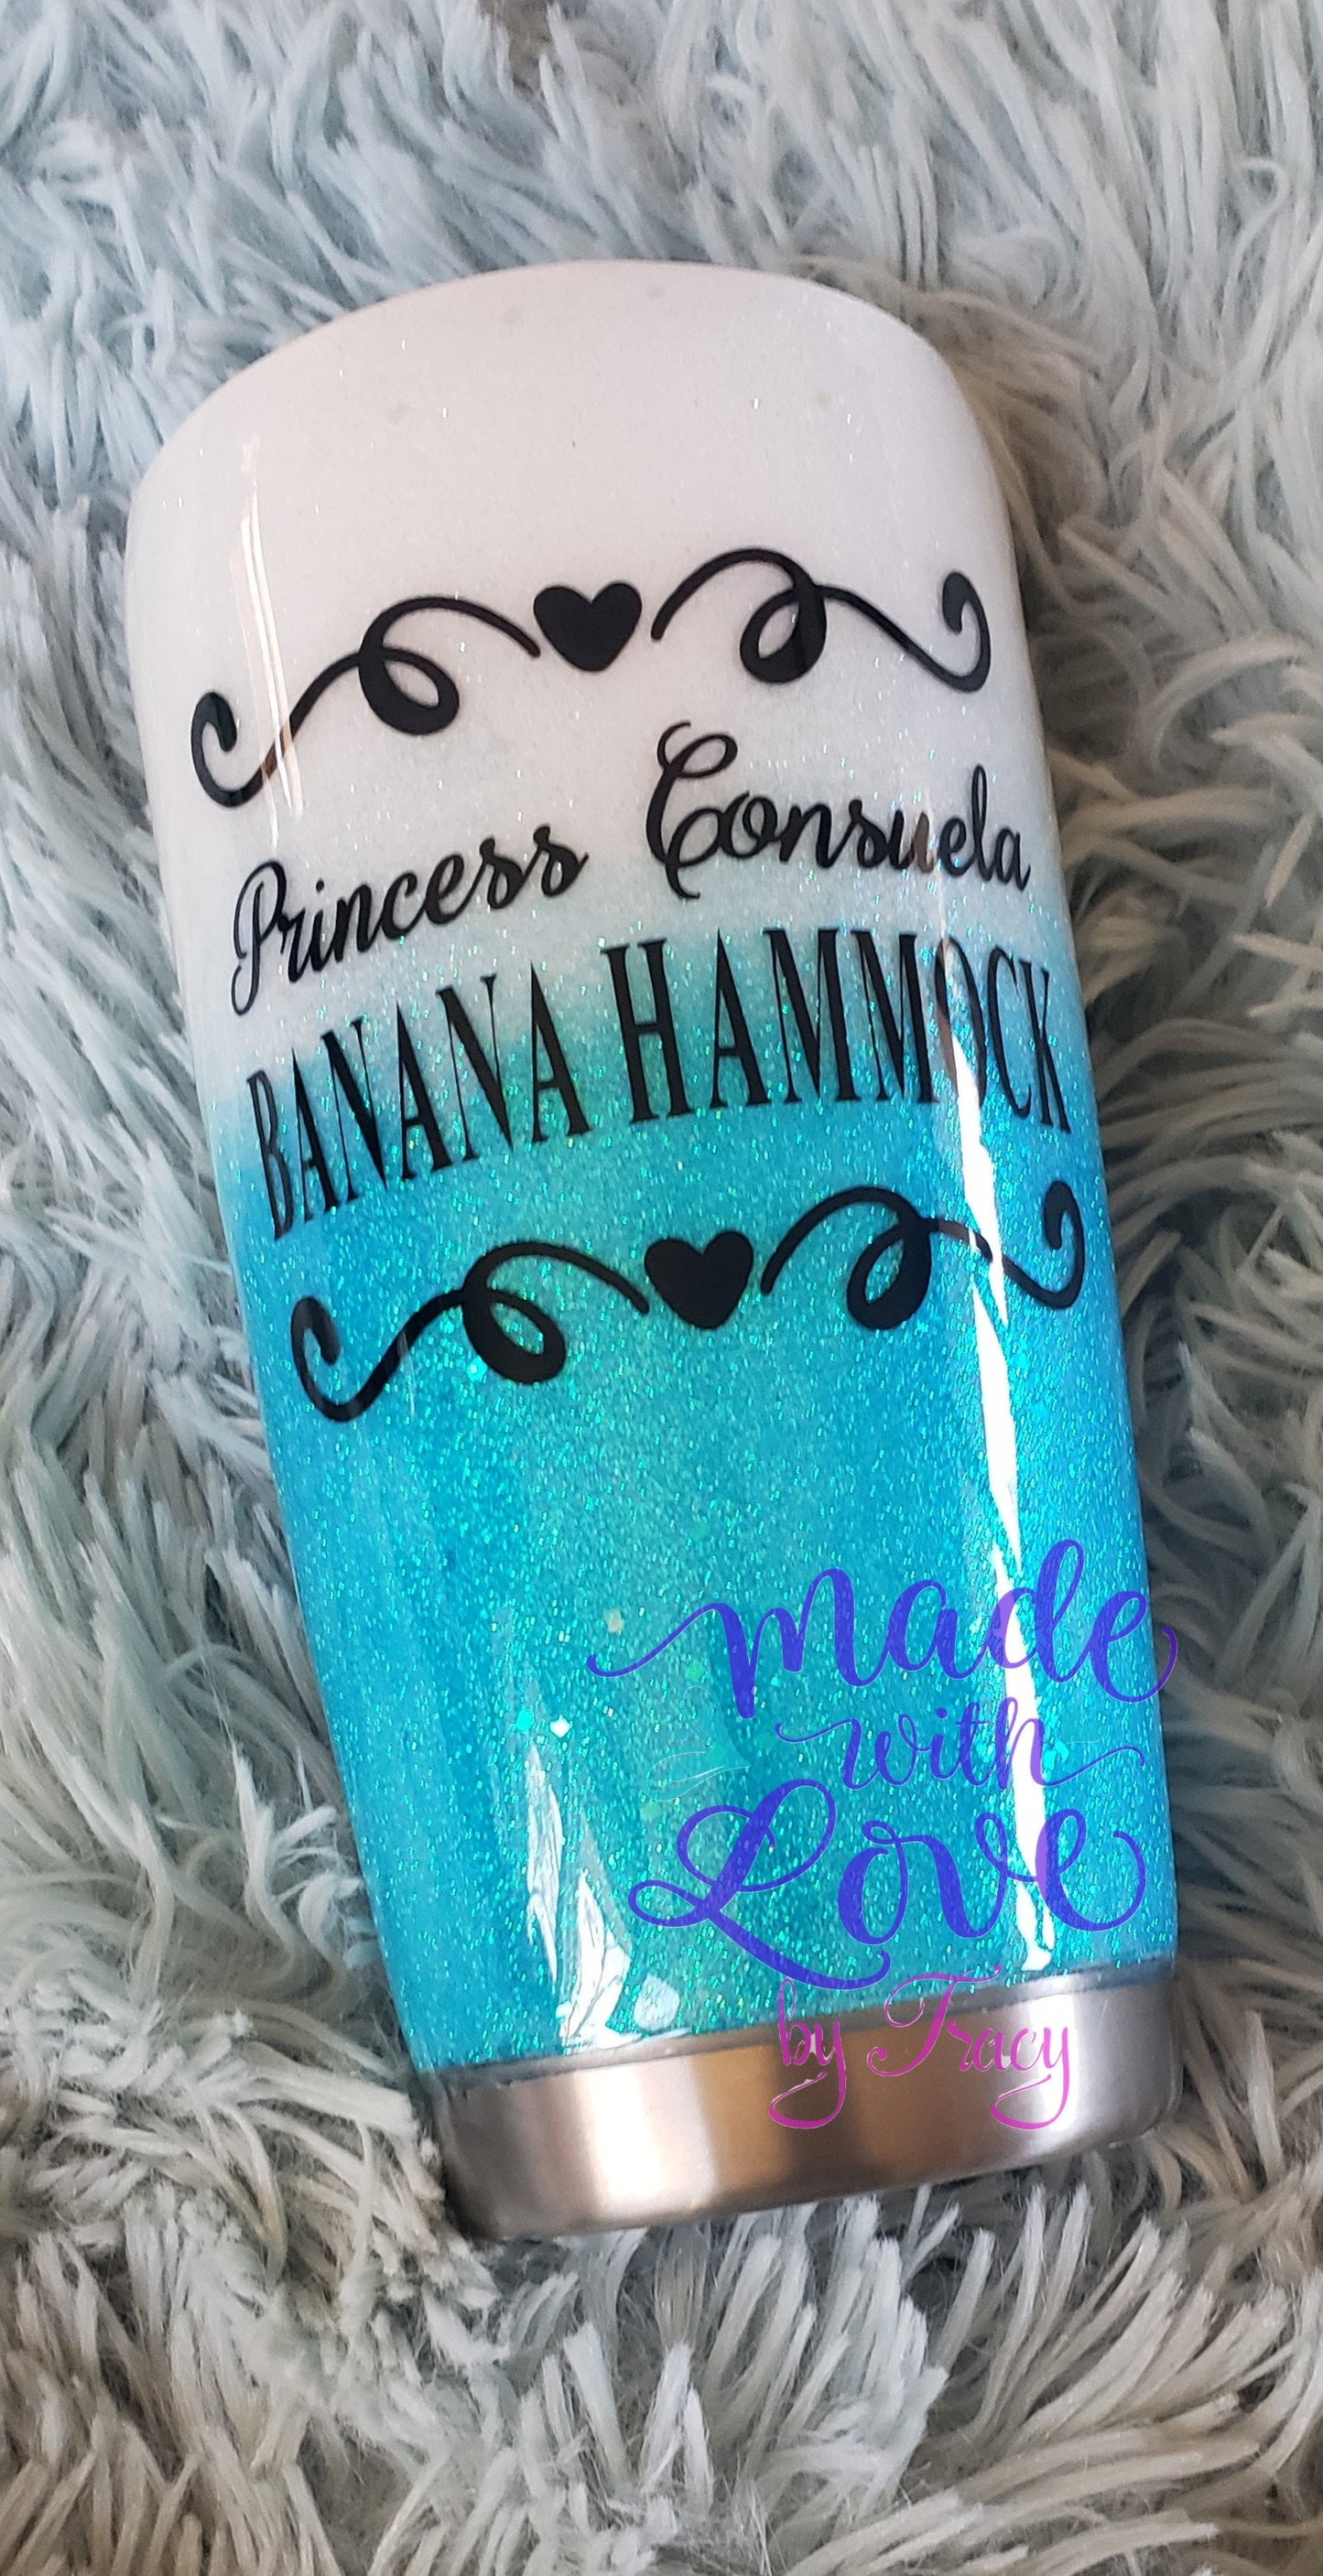 Princess Consuela
BANANA HAMMOCK
made
with
Love
by Tracy